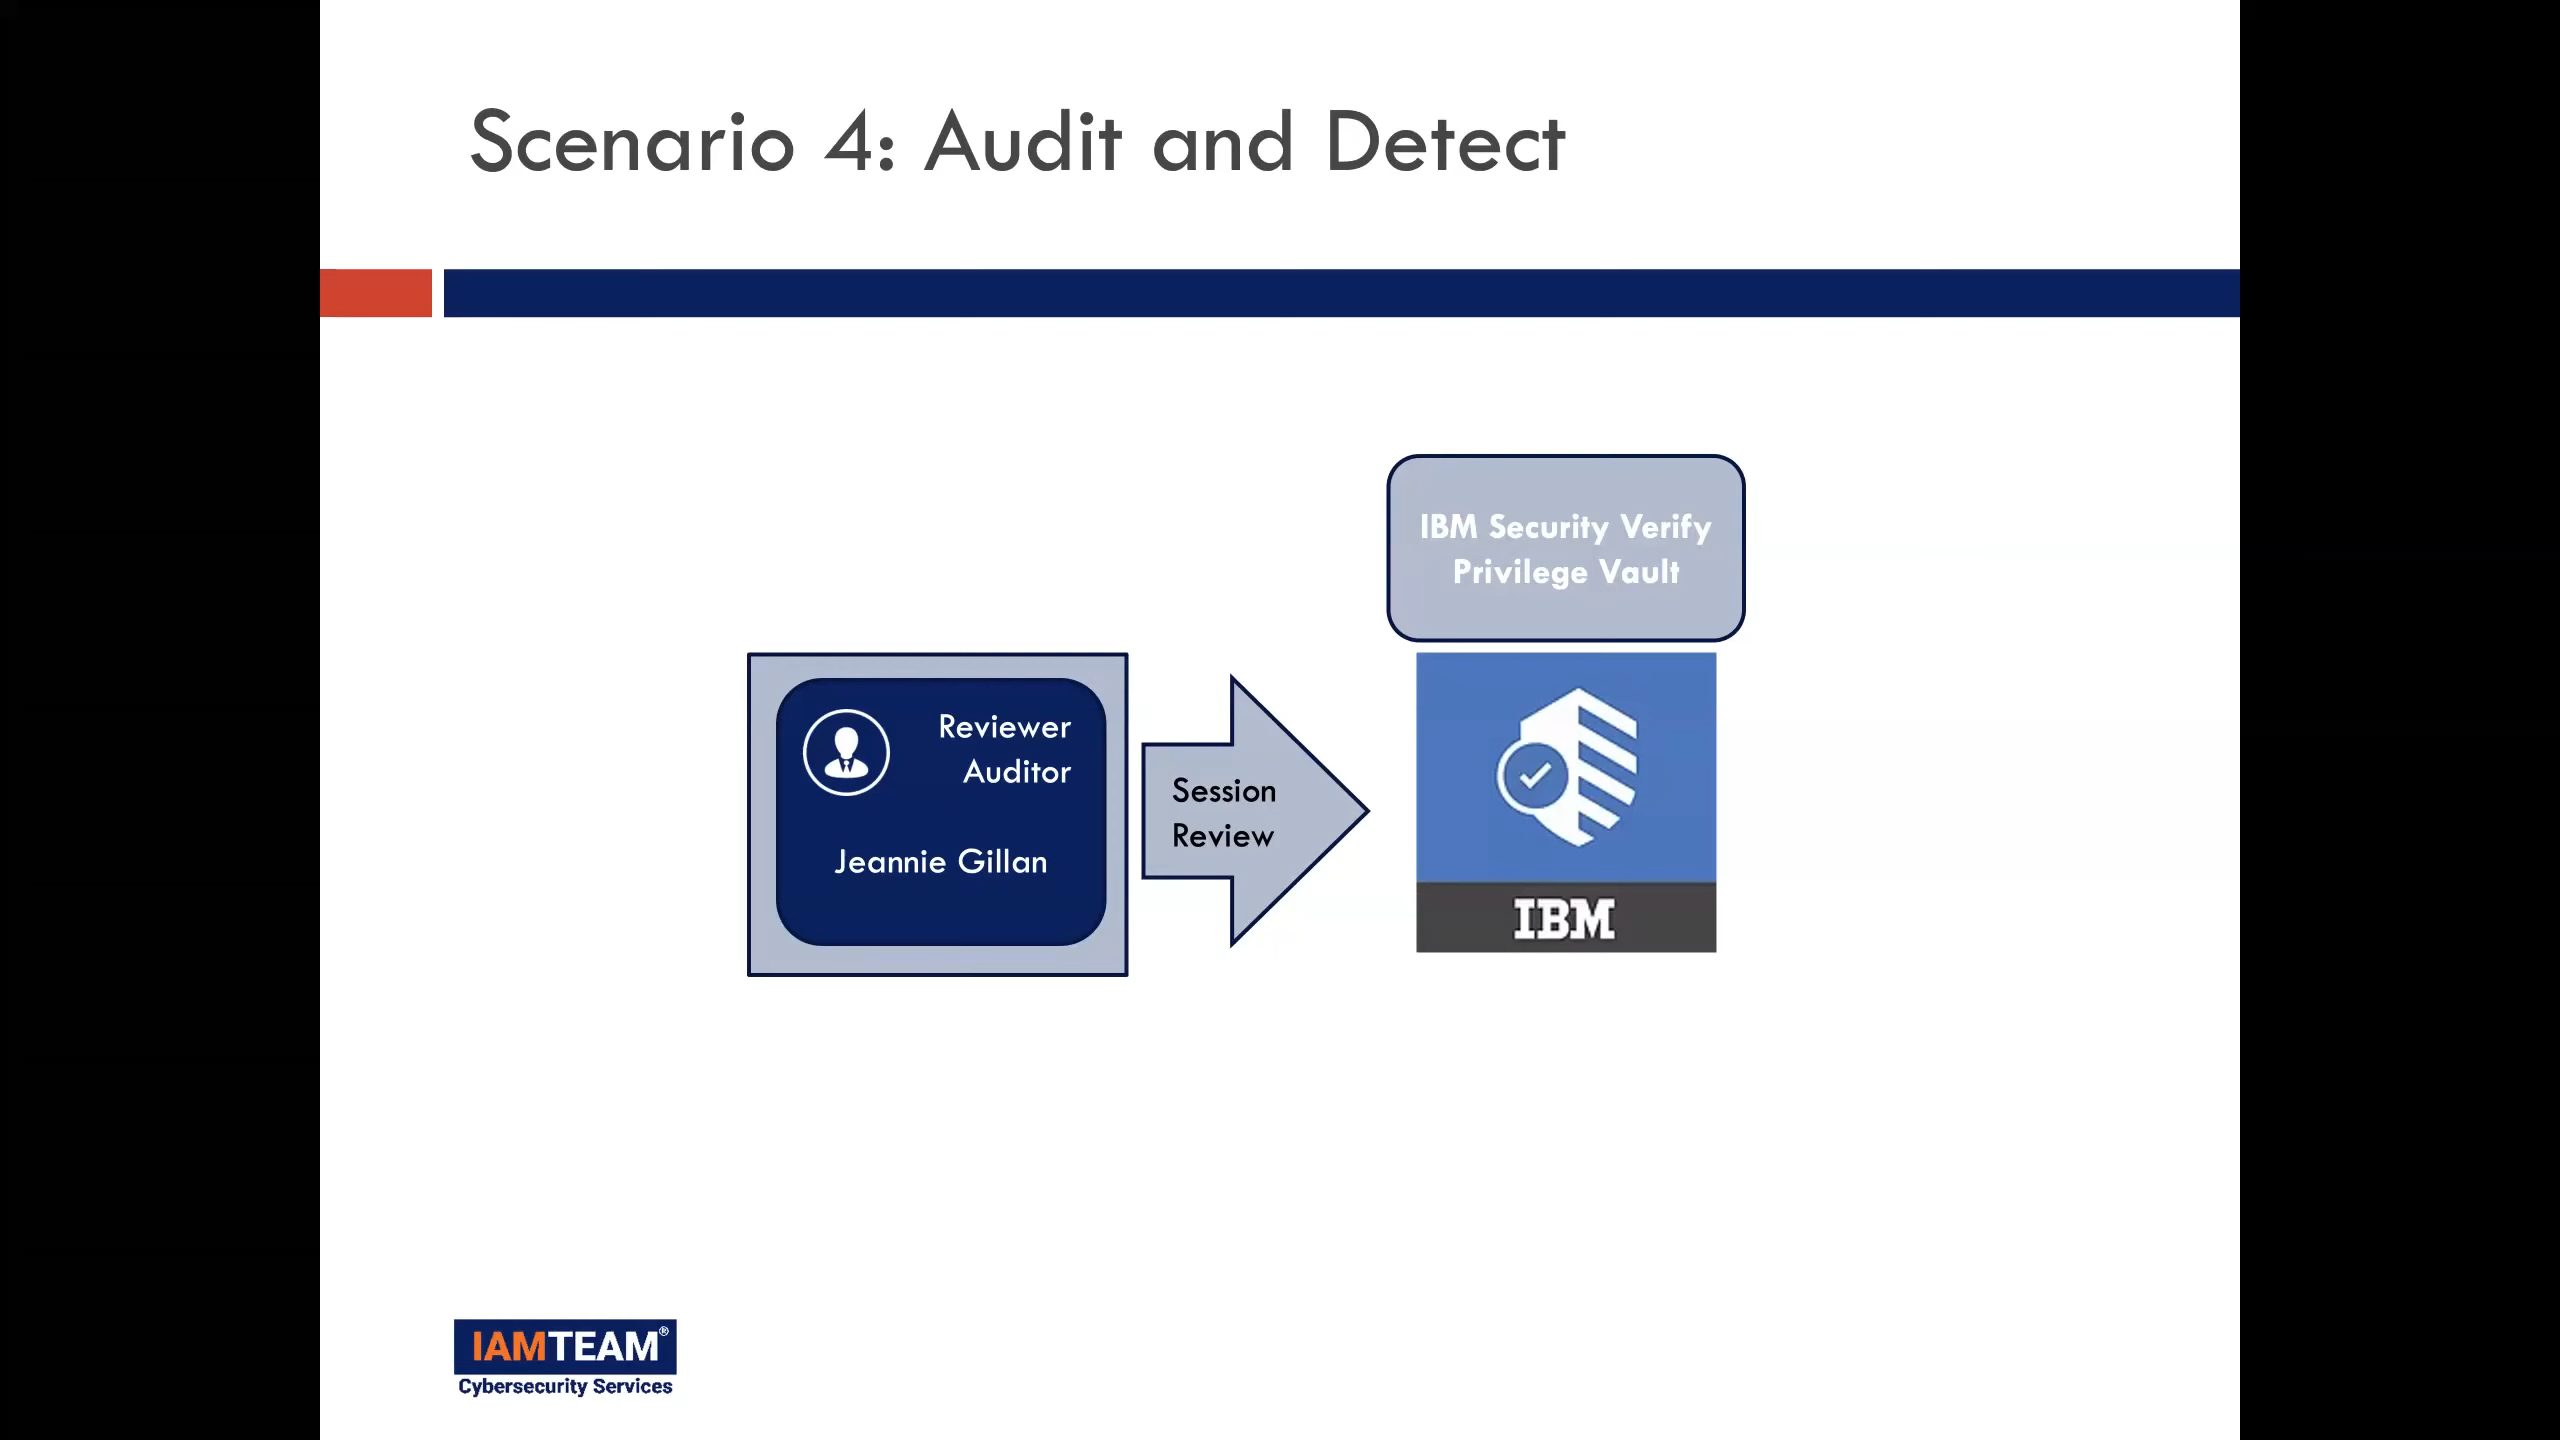 Scenario 4: Audit and Detect
IBM Security Verify
Privilege Vault
Reviewer
Auditor
Jeannie Gillan
Session
Review
IBM
IAMTEAM®
Cybersecurity Services